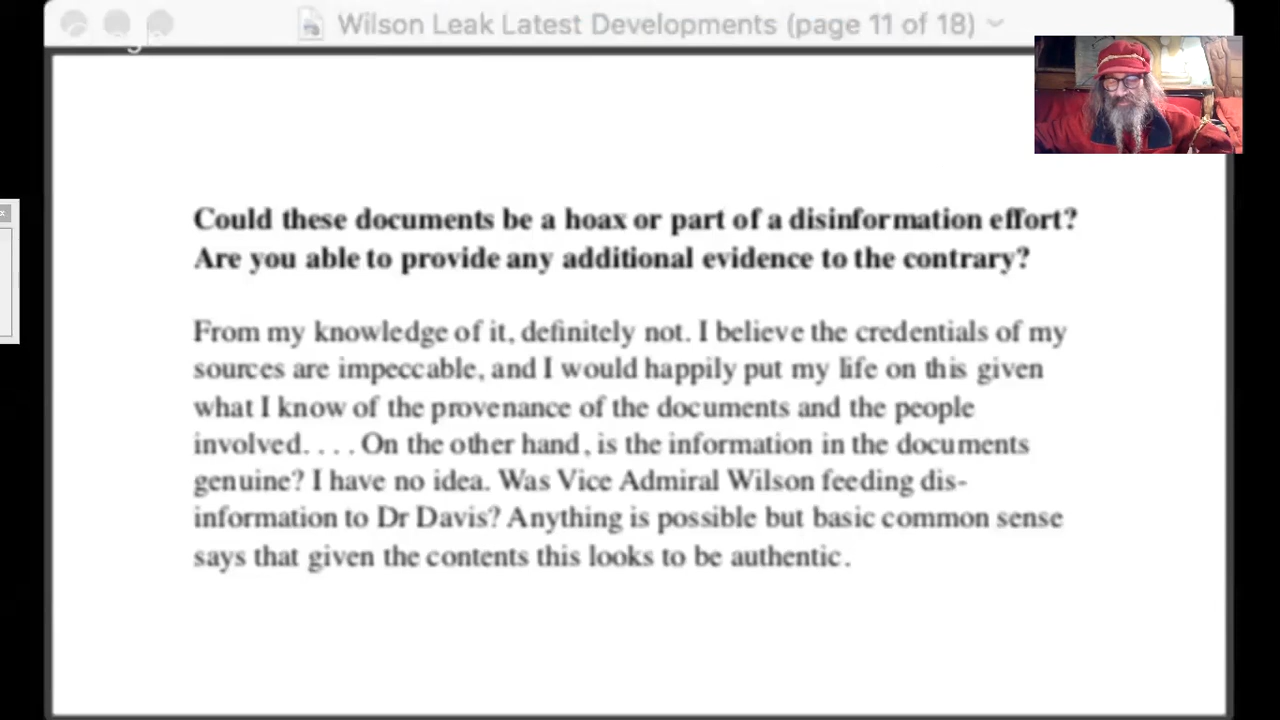 Wilson Leak Latest Developments (page 11 of 18)
Could these documents be a hoax or part of a disinformation effort?
Are you able to provide any additional evidence to the contrary?
From my knowledge of it, definitely not. I believe the credentials of my
sources are impeccable, and I would happily put my life on this given
what I know of the provenance of the documents and the people
involved. . . . On the other hand, is the information in the documents
genuine? I have no idea. Was Vice Admiral Wilson feeding dis-
information to Dr Davis? Anything is possible but basic common sense
says that given the contents this looks to be authentic.